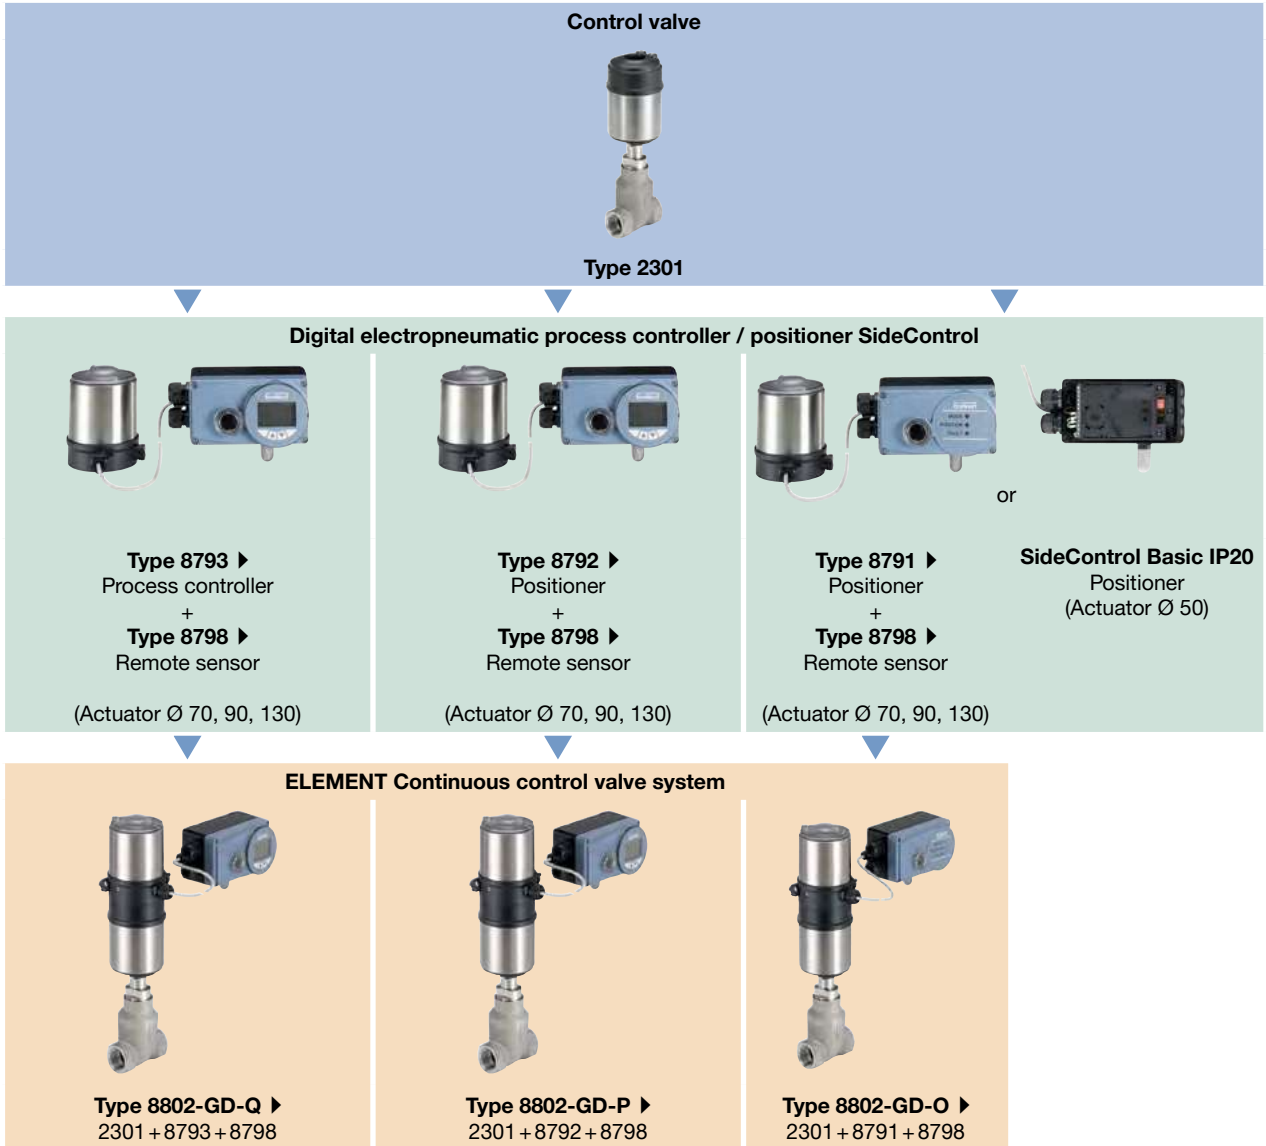 Control valve
Type 2301
Digital electropneumatic process controller / positioner SideControl
or
Type 8793
Process controller
+
Type 8798
Remote sensor
(Actuator Ø 70, 90, 130)
Type 8792
Positioner
+
Type 8798
Remote sensor
(Actuator Ø 70, 90, 130)
Type 8791
Positioner
+
Type 8798
Remote sensor
(Actuator Ø 70, 90, 130)
SideControl Basic IP20
Positioner
(Actuator Ø 50)
ELEMENT Continuous control valve system
Type 8802-GD-Q
2301+8793+8798
Type 8802-GD-P
2301+8792+8798
Type 8802-GD-O
2301+8791+8798